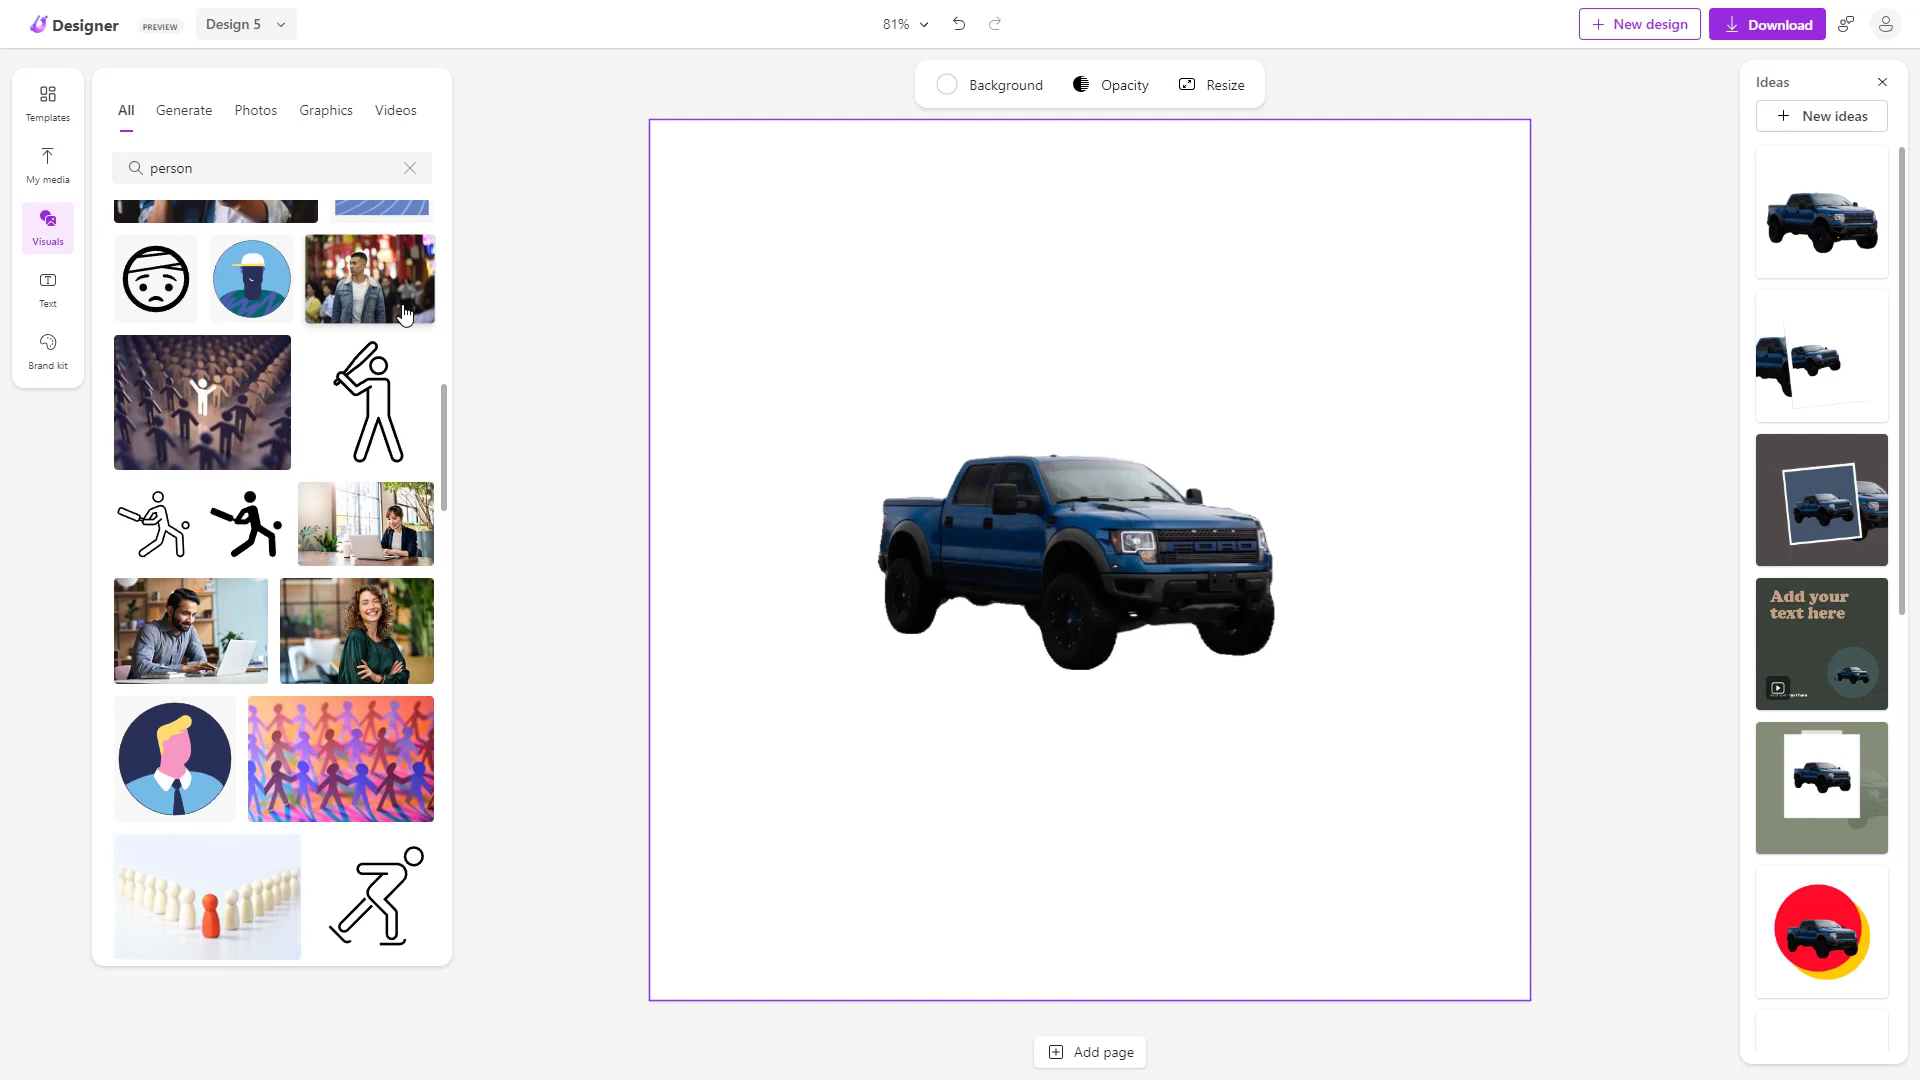 Designer
PREVIEW
Design 5
81%
New design
Download
Templates
My media
Visuals
Text
Brand kit
All
Generate
Photos
Graphics
Videos
person
Background
Opacity
Resize
Add page
Ideas
New ideas
Add your
text here